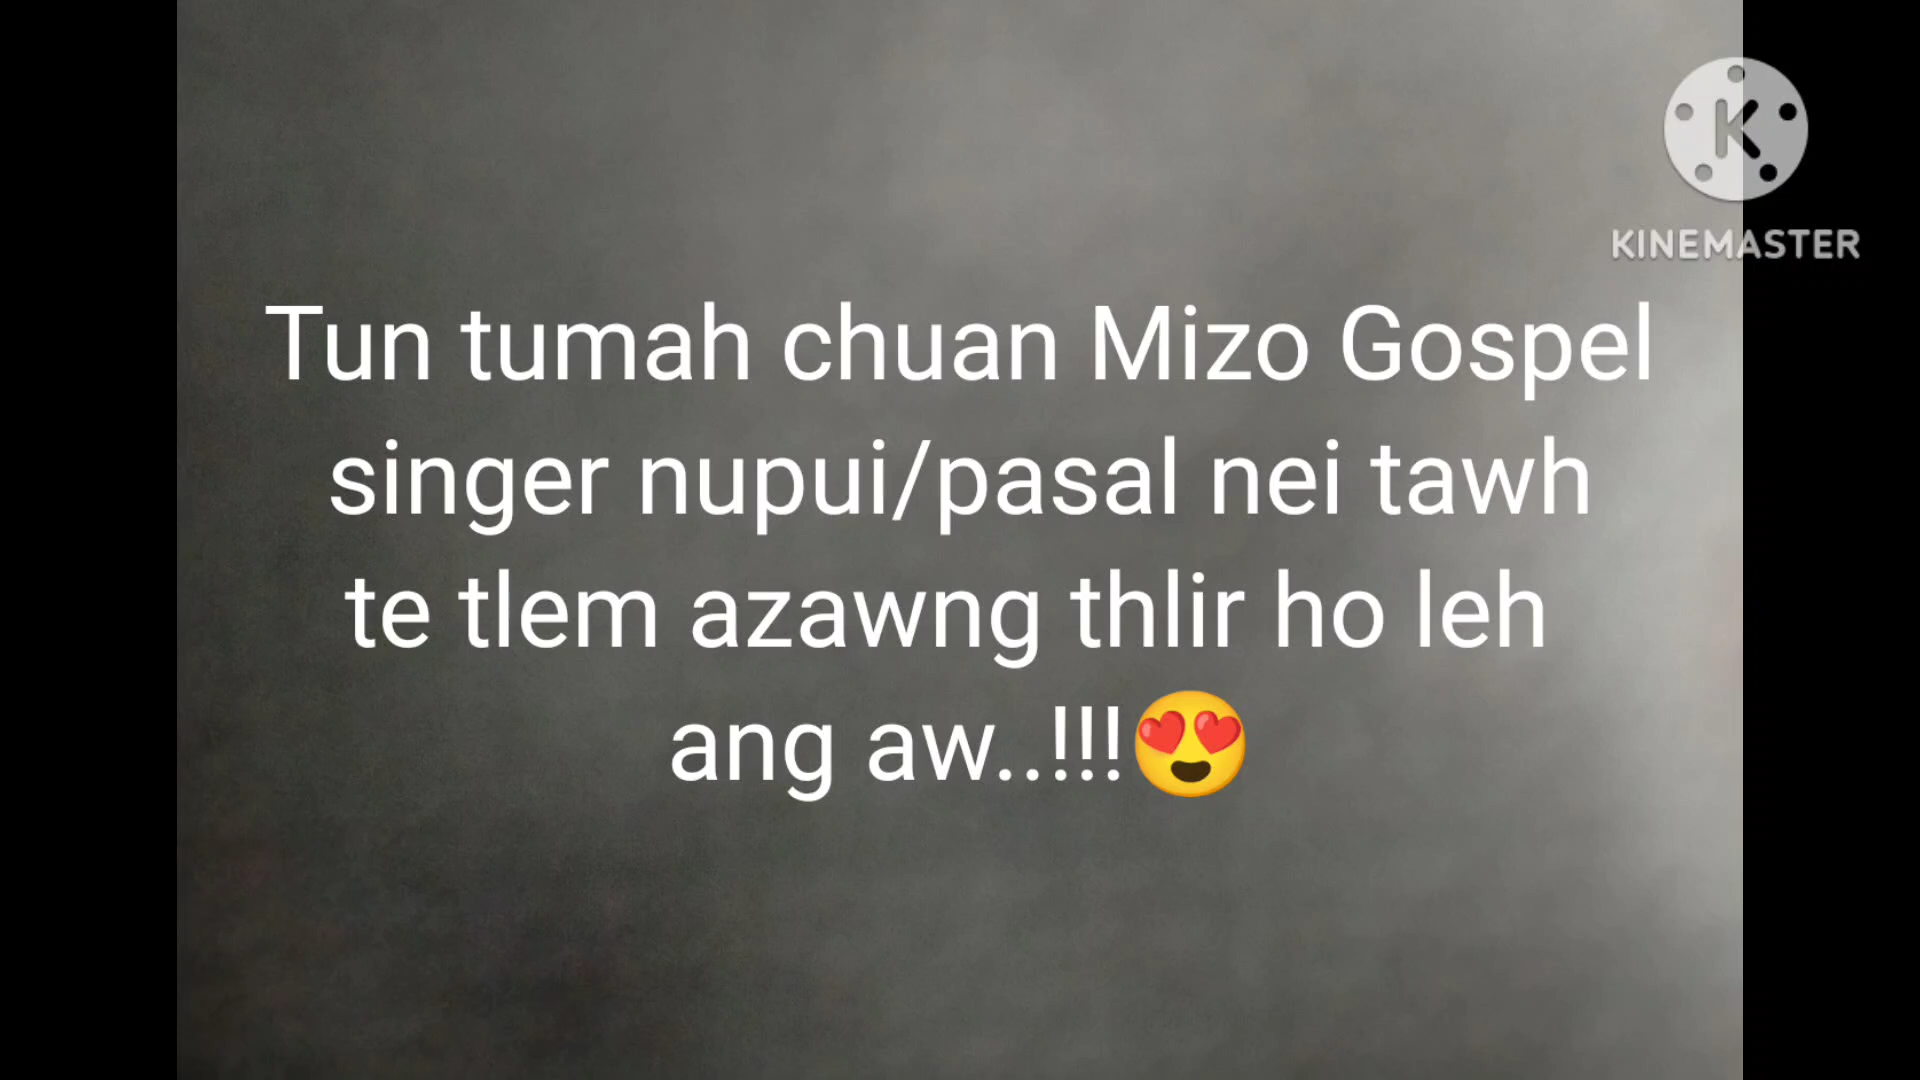 KINEMASTER
Tun tumah chuan Mizo Gospel
singer nupui/pasal nei tawh
te tlem azawng thlir ho leh
ang aw..!!!😍